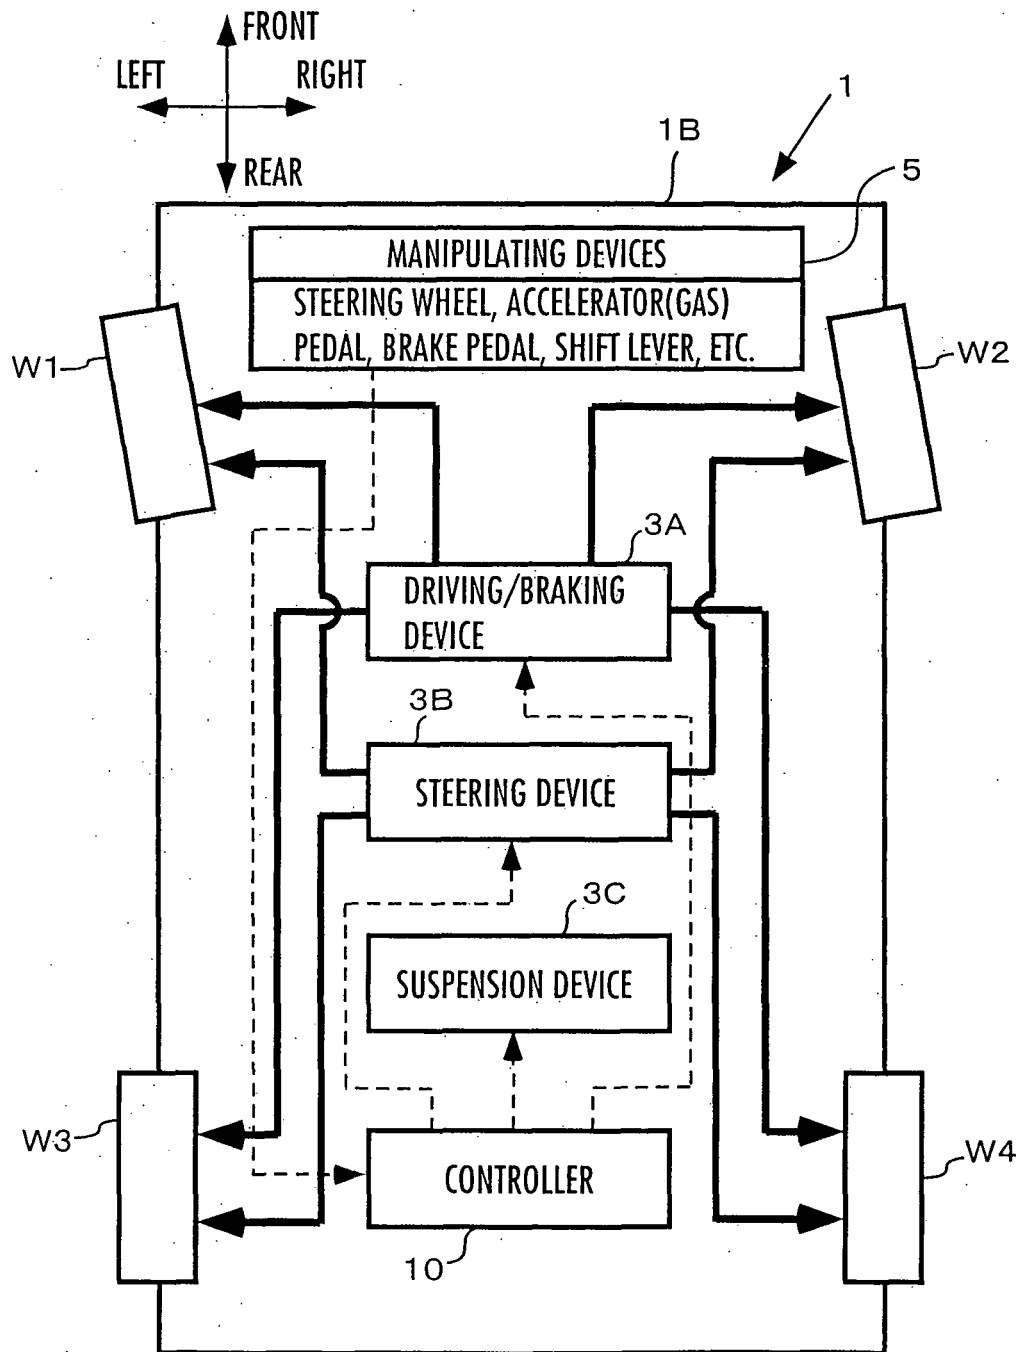 FRONT
LEFT
RIGHT
REAR
1
1B
5
MANIPULATING DEVICES
STEERING WHEEL, ACCELERATOR(GAS)
PEDAL, BRAKE PEDAL, SHIFT LEVER, ETC.
W1
W2
3A
DRIVING/BRAKING
DEVICE
3B
STEERING DEVICE
3C
SUSPENSION DEVICE
W3
W4
CONTROLLER
10